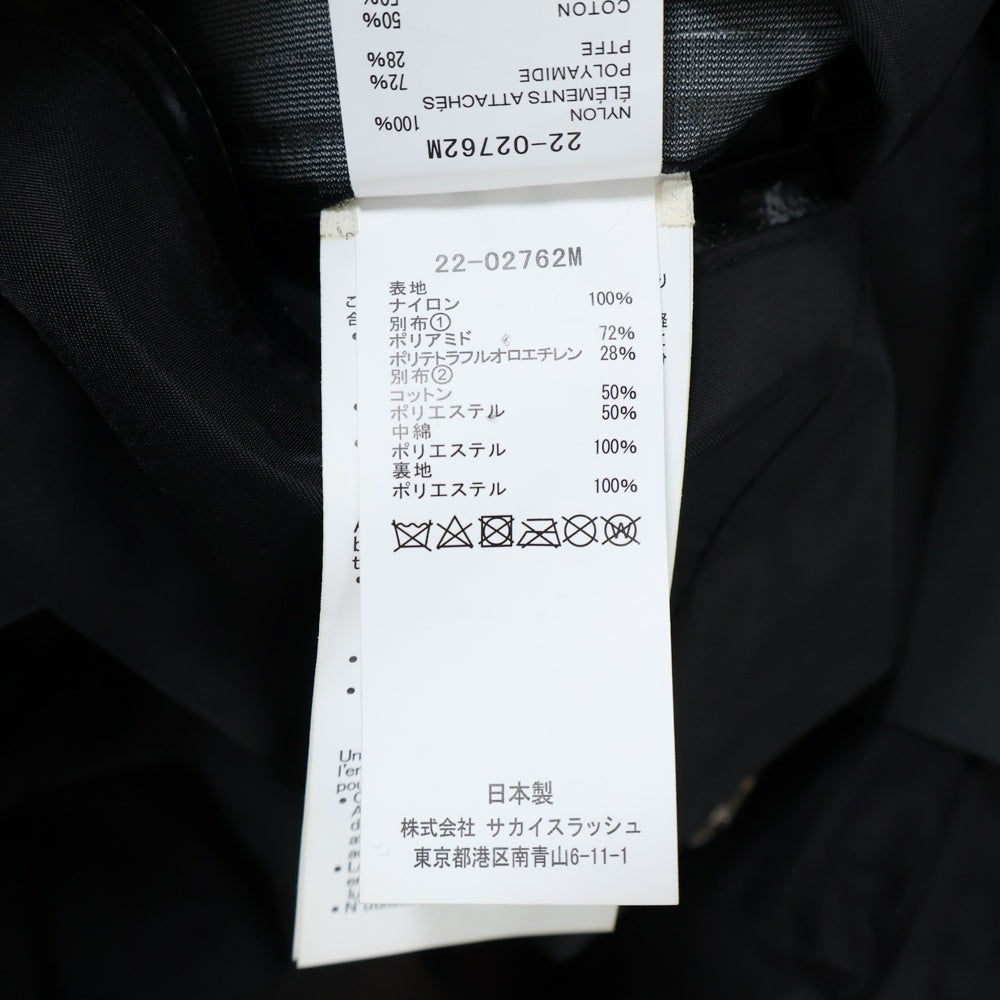 COTON 50%
PTFE 28%
POLYAMIDE 72%
ÉLÉMENTS ATTACHÉS
NYLON 100%
22-02762M
22-02762M
表地
ナイロン 100%
別布①
ポリアミド 72%
ポリテトラフルオロエチレン 28%
別布②
コットン 50%
ポリエステル 50%
中綿
ポリエステル 100%
裏地
ポリエステル 100%
日本製
株式会社 サカイスラッシュ
東京都港区南青山6-11-1
Un
l'en
pou